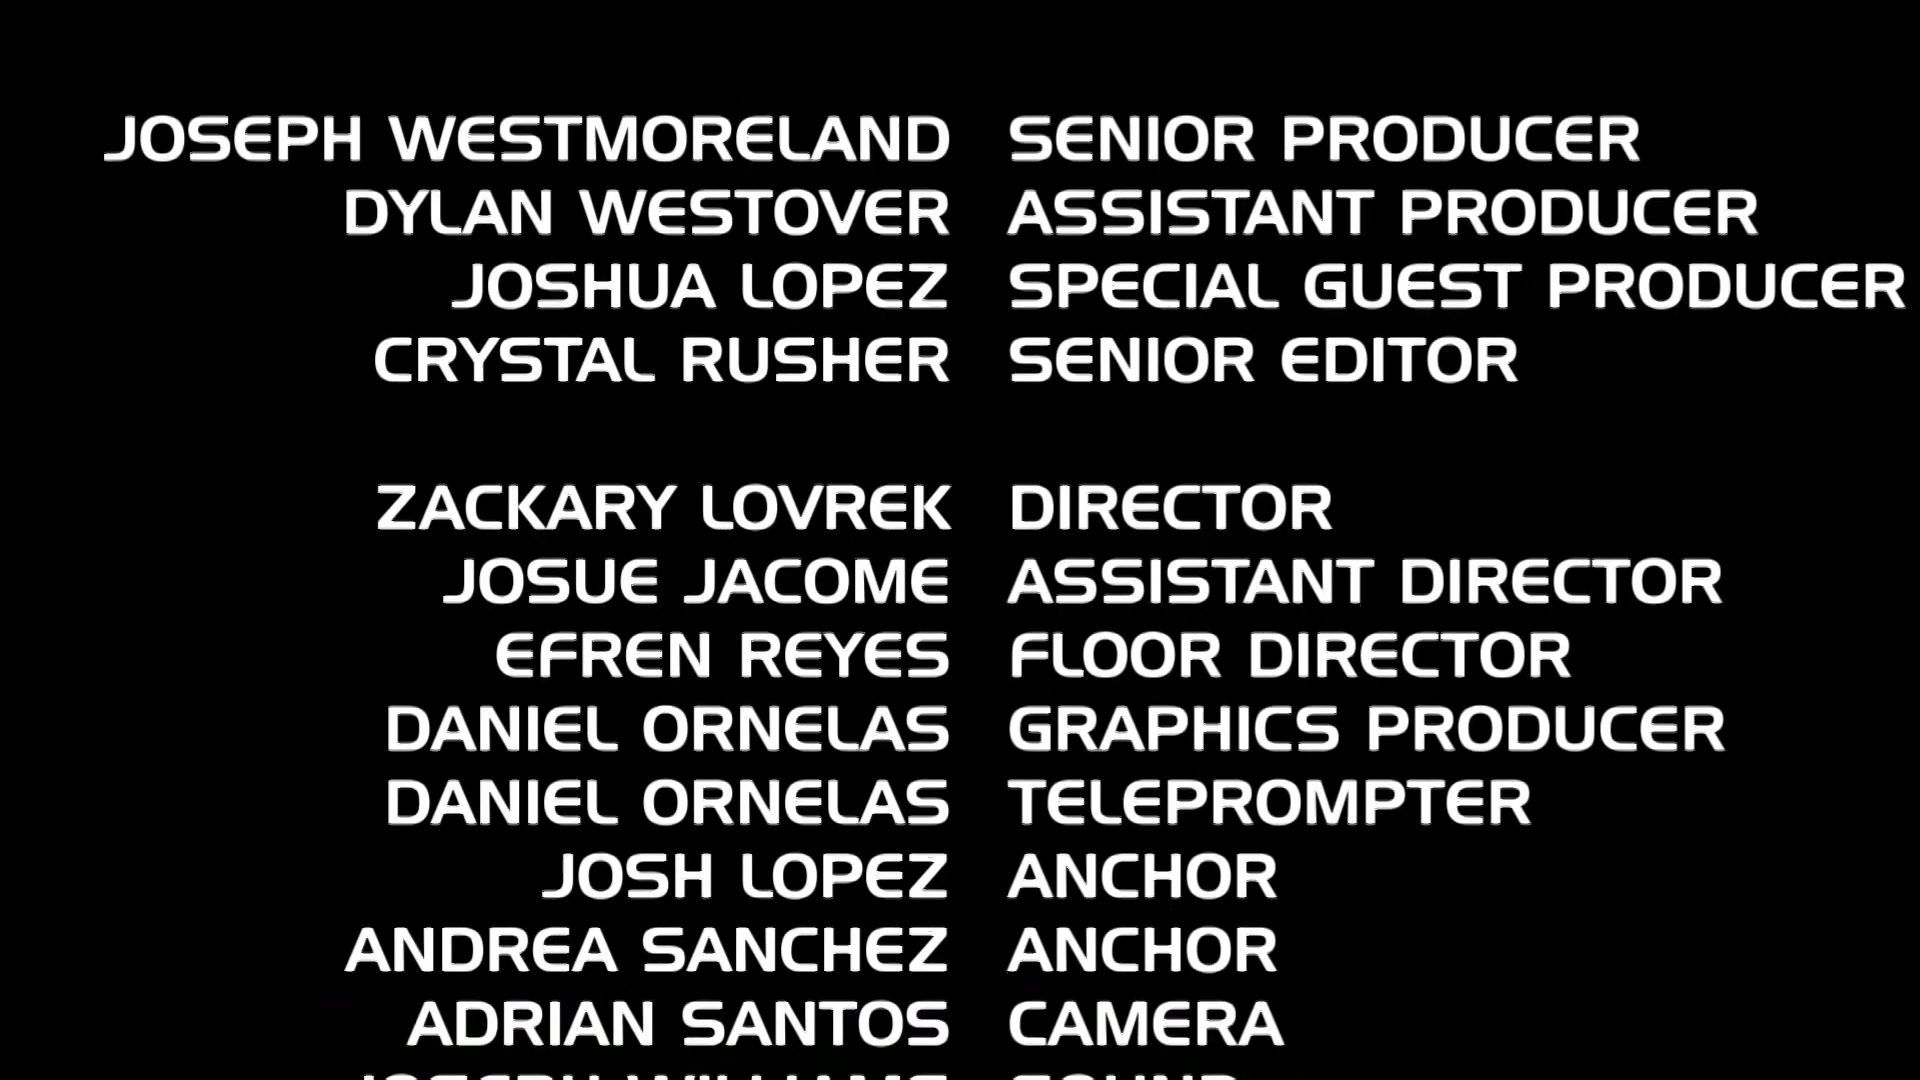 JOSEPH WESTMORELAND SENIOR PRODUCER
DYLAN WESTOVER ASSISTANT PRODUCER
JOSHUA LOPEZ SPECIAL GUEST PRODUCER
CRYSTAL RUSHER SENIOR EDITOR
ZACKARY LOVREK DIRECTOR
JOSUE JACOME ASSISTANT DIRECTOR
EFREN REYES FLOOR DIRECTOR
DANIEL ORNELAS GRAPHICS PRODUCER
DANIEL ORNELAS TELEPROMPTER
JOSH LOPEZ ANCHOR
ANDREA SANCHEZ ANCHOR
ADRIAN SANTOS CAMERA